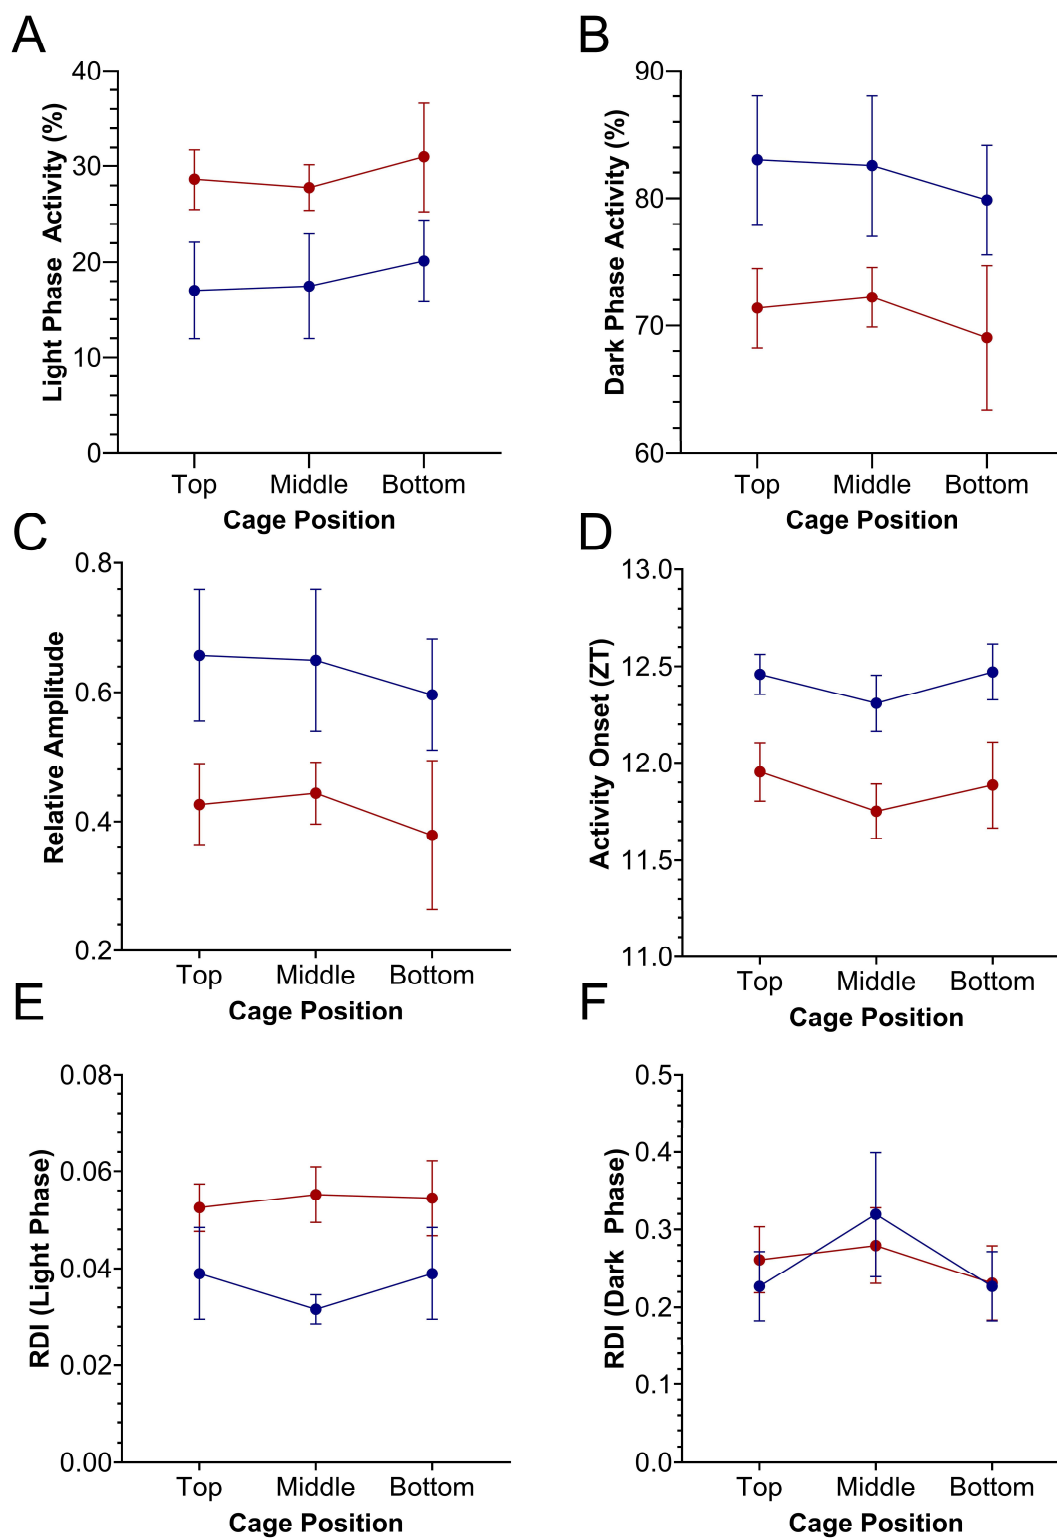 A
Light Phase Activity (%)
40
30
20
10
0
Top Middle Bottom
Cage Position
B
Dark Phase Activity (%)
90
80
70
60
Top Middle Bottom
Cage Position
C
Relative Amplitude
0.8
0.6
0.4
0.2
Top Middle Bottom
Cage Position
D
Activity Onset (ZT)
13.0
12.5
12.0
11.5
11.0
Top Middle Bottom
Cage Position
E
RDI (Light Phase)
0.08
0.06
0.04
0.02
0.00
Top Middle Bottom
Cage Position
F
RDI (Dark Phase)
0.5
0.4
0.3
0.2
0.1
0.0
Top Middle Bottom
Cage Position